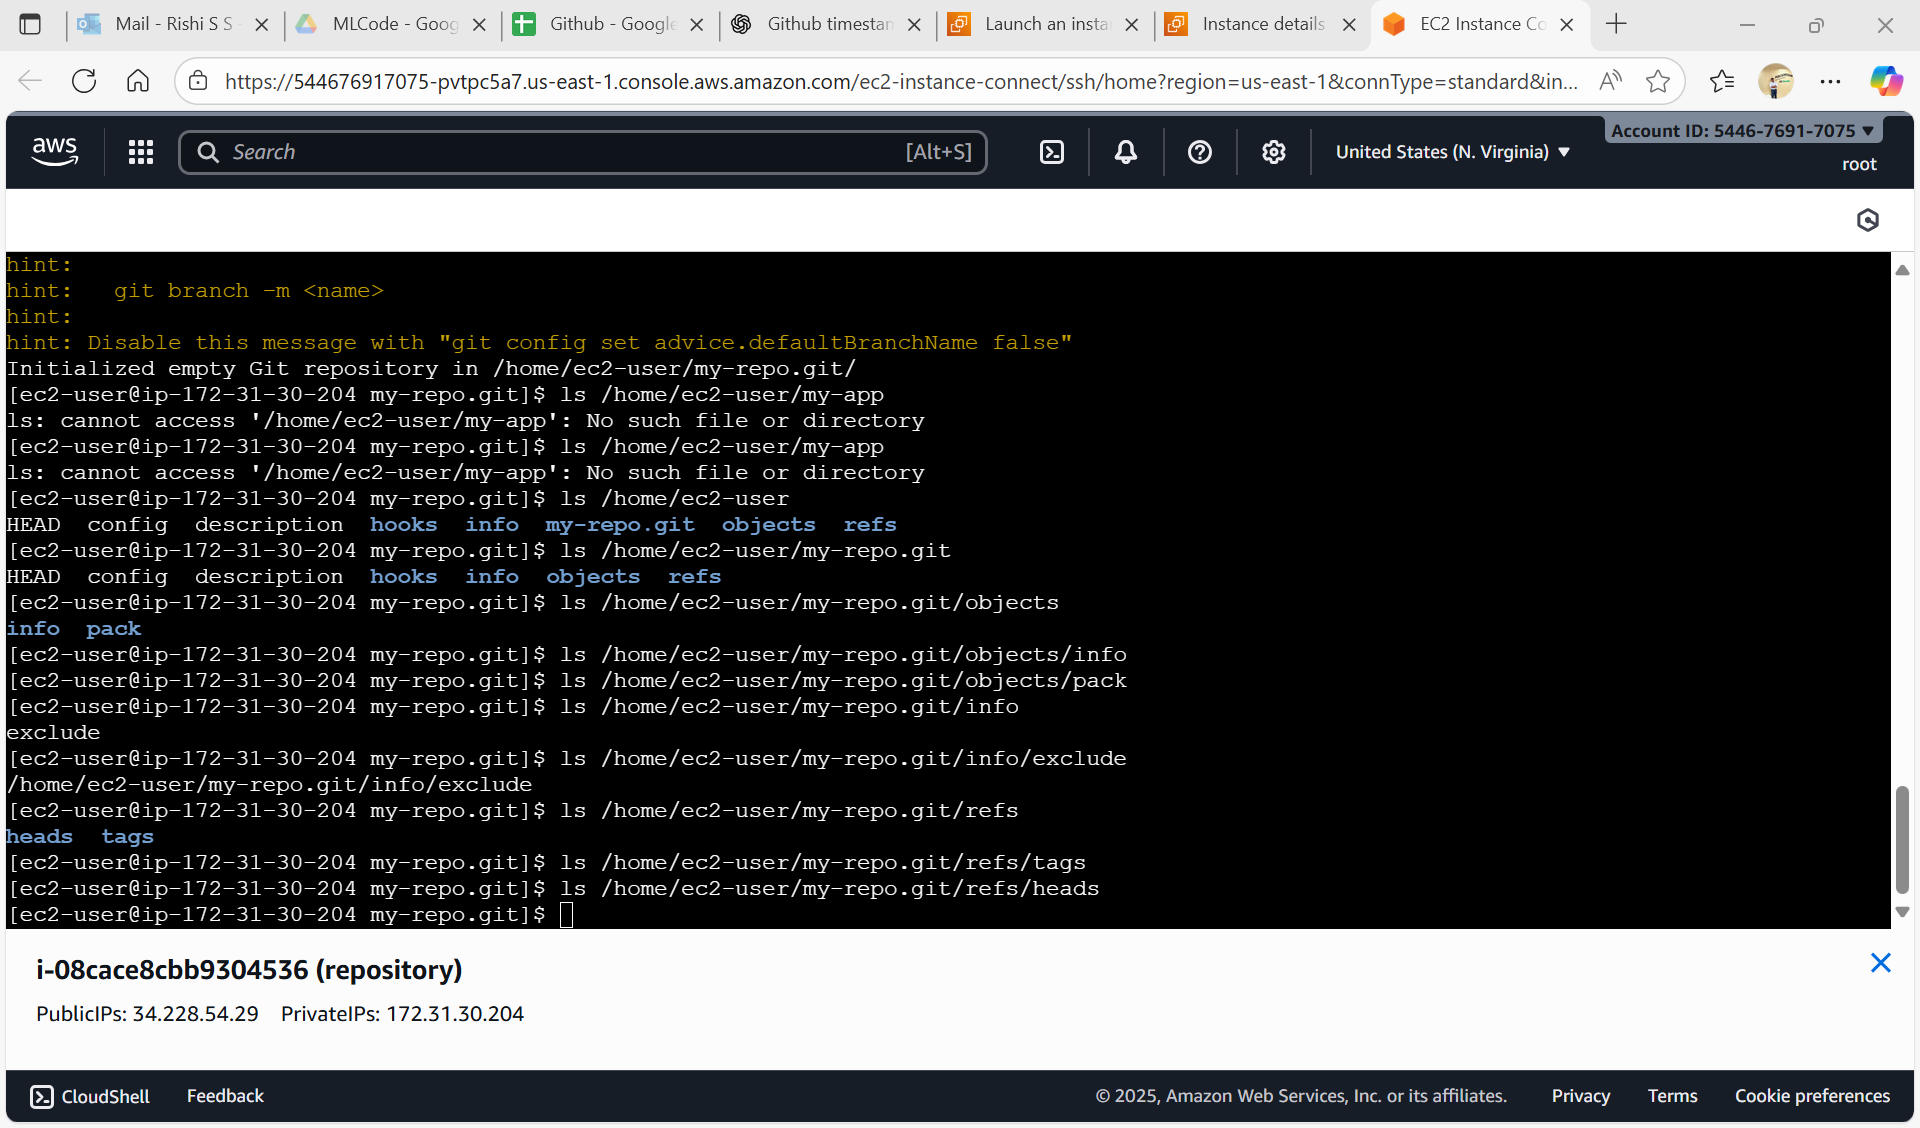 Mail - Rishi S S -
MLCode - Goog
Github - Google
Github timestan
Launch an insta
Instance details
EC2 Instance Co
https://544676917075-pvtpc5a7.us-east-1.console.aws.amazon.com/ec2-instance-connect/ssh/home?region=us-east-1&connType=standard&in...
aws
Search
[Alt+S]
United States (N. Virginia)
Account ID: 5446-7691-7075
root
hint:
hint:   git branch -m <name>
hint:
hint: Disable this message with "git config set advice.defaultBranchName false"
Initialized empty Git repository in /home/ec2-user/my-repo.git/
[ec2-user@ip-172-31-30-204 my-repo.git]$ ls /home/ec2-user/my-app
ls: cannot access '/home/ec2-user/my-app': No such file or directory
[ec2-user@ip-172-31-30-204 my-repo.git]$ ls /home/ec2-user/my-app
ls: cannot access '/home/ec2-user/my-app': No such file or directory
[ec2-user@ip-172-31-30-204 my-repo.git]$ ls /home/ec2-user
HEAD  config  description  hooks  info  my-repo.git  objects  refs
[ec2-user@ip-172-31-30-204 my-repo.git]$ ls /home/ec2-user/my-repo.git
HEAD  config  description  hooks  info  objects  refs
[ec2-user@ip-172-31-30-204 my-repo.git]$ ls /home/ec2-user/my-repo.git/objects
info  pack
[ec2-user@ip-172-31-30-204 my-repo.git]$ ls /home/ec2-user/my-repo.git/objects/info
[ec2-user@ip-172-31-30-204 my-repo.git]$ ls /home/ec2-user/my-repo.git/objects/pack
[ec2-user@ip-172-31-30-204 my-repo.git]$ ls /home/ec2-user/my-repo.git/info
exclude
[ec2-user@ip-172-31-30-204 my-repo.git]$ ls /home/ec2-user/my-repo.git/info/exclude
/home/ec2-user/my-repo.git/info/exclude
[ec2-user@ip-172-31-30-204 my-repo.git]$ ls /home/ec2-user/my-repo.git/refs
heads  tags
[ec2-user@ip-172-31-30-204 my-repo.git]$ ls /home/ec2-user/my-repo.git/refs/tags
[ec2-user@ip-172-31-30-204 my-repo.git]$ ls /home/ec2-user/my-repo.git/refs/heads
[ec2-user@ip-172-31-30-204 my-repo.git]$
i-08cace8cbb9304536 (repository)
PublicIPs: 34.228.54.29    PrivateIPs: 172.31.30.204
CloudShell
Feedback
© 2025, Amazon Web Services, Inc. or its affiliates.
Privacy
Terms
Cookie preferences